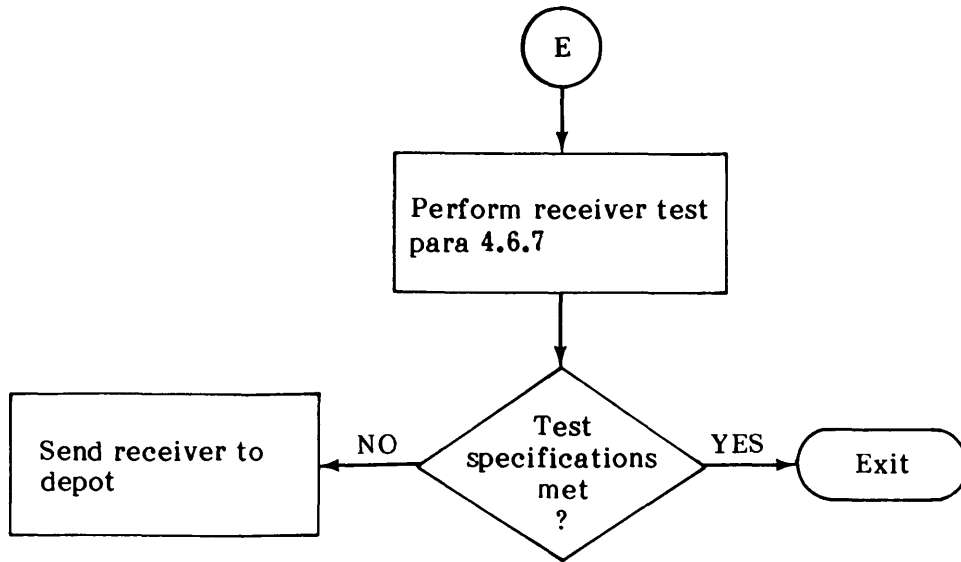 E
Perform receiver test
para 4.6.7
Test
specifications
met
?
NO
YES
Send receiver to
depot
Exit